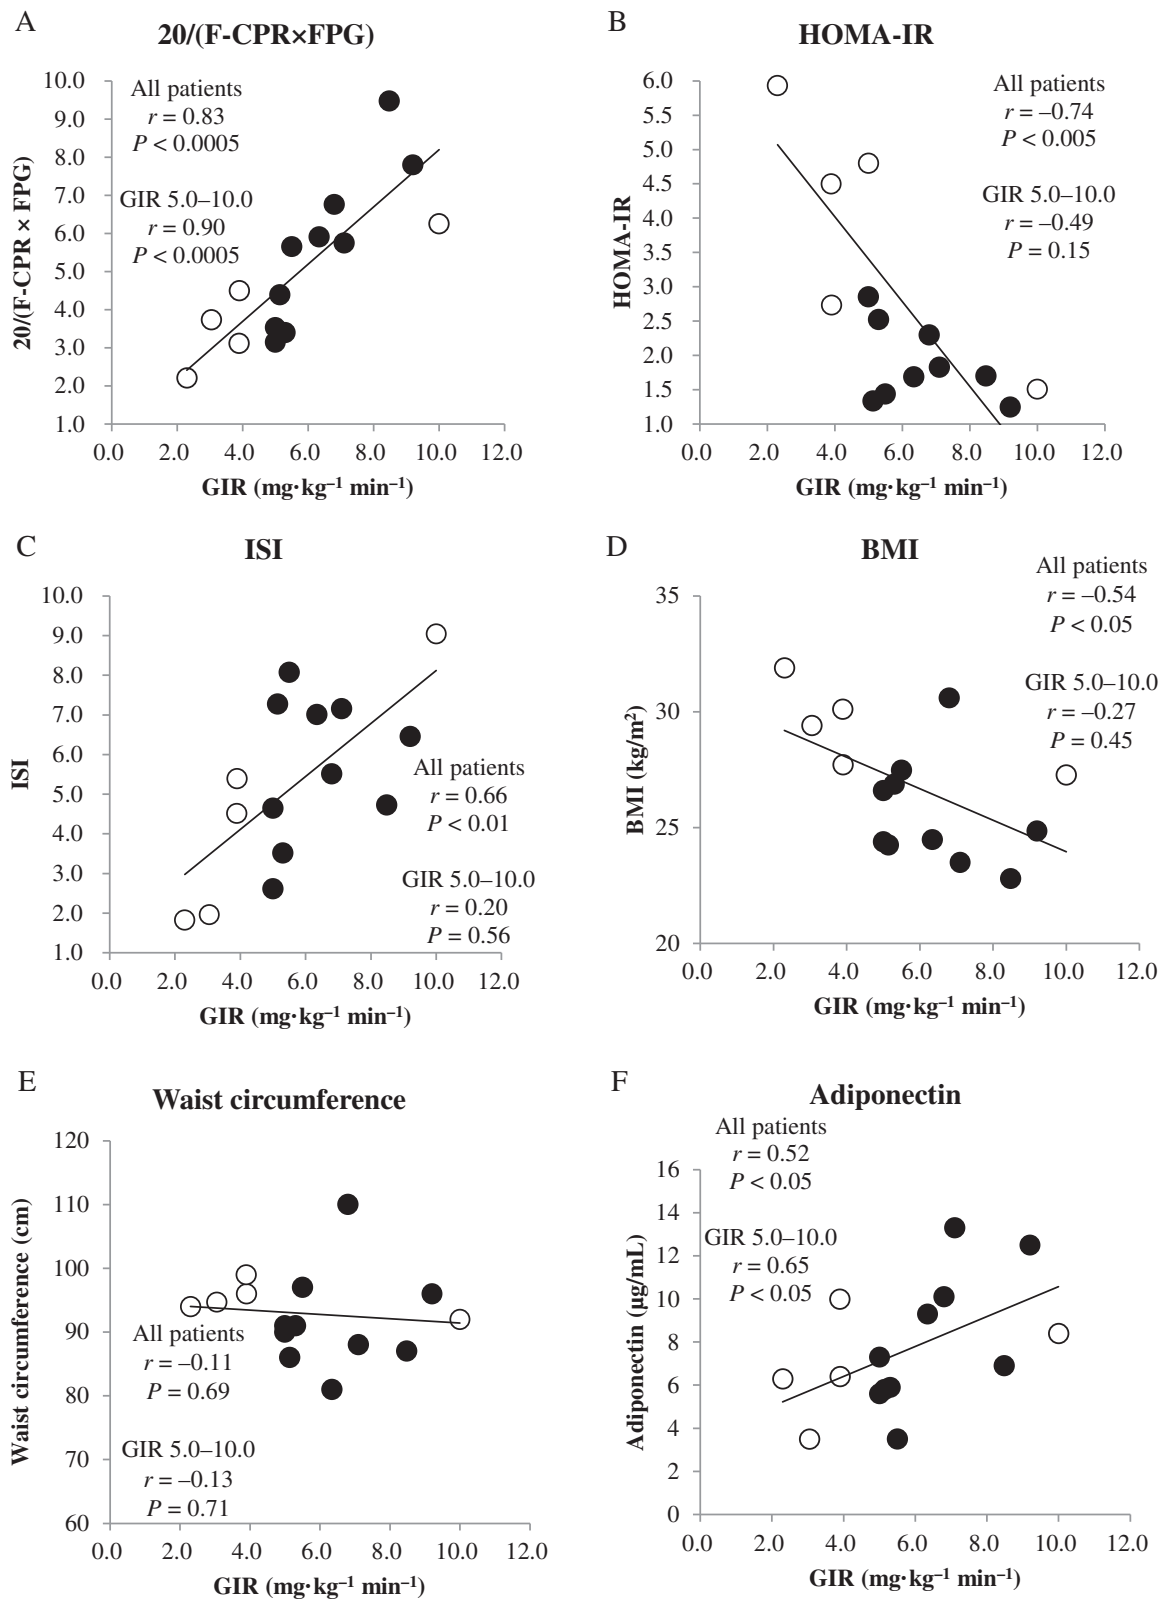 A
20/(F-CPR×FPG)
All patients
r = 0.83
P < 0.0005
GIR 5.0–10.0
r = 0.90
P < 0.0005
20/(F-CPR × FPG)
10.0
9.0
8.0
7.0
6.0
5.0
4.0
3.0
2.0
1.0
0.0 2.0 4.0 6.0 8.0 10.0 12.0
GIR (mg·kg⁻¹ min⁻¹)
B
HOMA-IR
All patients
r = –0.74
P < 0.005
GIR 5.0–10.0
r = –0.49
P = 0.15
HOMA-IR
6.0
5.5
5.0
4.5
4.0
3.5
3.0
2.5
2.0
1.5
1.0
0.0 2.0 4.0 6.0 8.0 10.0 12.0
GIR (mg·kg⁻¹ min⁻¹)
C
ISI
ISI
10.0
9.0
8.0
7.0
6.0
5.0
4.0
3.0
2.0
1.0
All patients
r = 0.66
P < 0.01
GIR 5.0–10.0
r = 0.20
P = 0.56
0.0 2.0 4.0 6.0 8.0 10.0 12.0
GIR (mg·kg⁻¹ min⁻¹)
D
BMI
All patients
r = –0.54
P < 0.05
GIR 5.0–10.0
r = –0.27
P = 0.45
BMI (kg/m²)
35
30
25
20
0.0 2.0 4.0 6.0 8.0 10.0 12.0
GIR (mg·kg⁻¹ min⁻¹)
E
Waist circumference
Waist circumference (cm)
120
110
100
90
80
70
60
All patients
r = –0.11
P = 0.69
GIR 5.0–10.0
r = –0.13
P = 0.71
0.0 2.0 4.0 6.0 8.0 10.0 12.0
GIR (mg·kg⁻¹ min⁻¹)
F
Adiponectin
All patients
r = 0.52
P < 0.05
GIR 5.0–10.0
r = 0.65
P < 0.05
Adiponectin (μg/mL)
16
14
12
10
8
6
4
2
0
0.0 2.0 4.0 6.0 8.0 10.0 12.0
GIR (mg·kg⁻¹ min⁻¹)